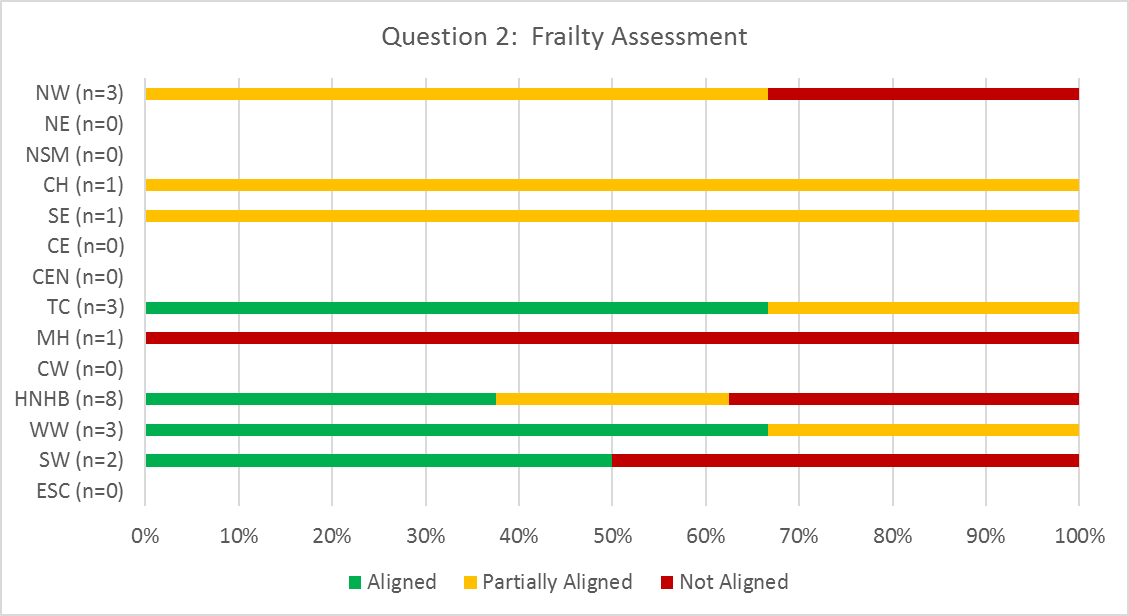 Question 2:  Frailty Assessment
NW (n=3)
NE (n=0)
NSM (n=0)
CH (n=1)
SE (n=1)
CE (n=0)
CEN (n=0)
TC (n=3)
MH (n=1)
CW (n=0)
HNHB (n=8)
WW (n=3)
SW (n=2)
ESC (n=0)
0% 10% 20% 30% 40% 50% 60% 70% 80% 90% 100%
Aligned Partially Aligned Not Aligned